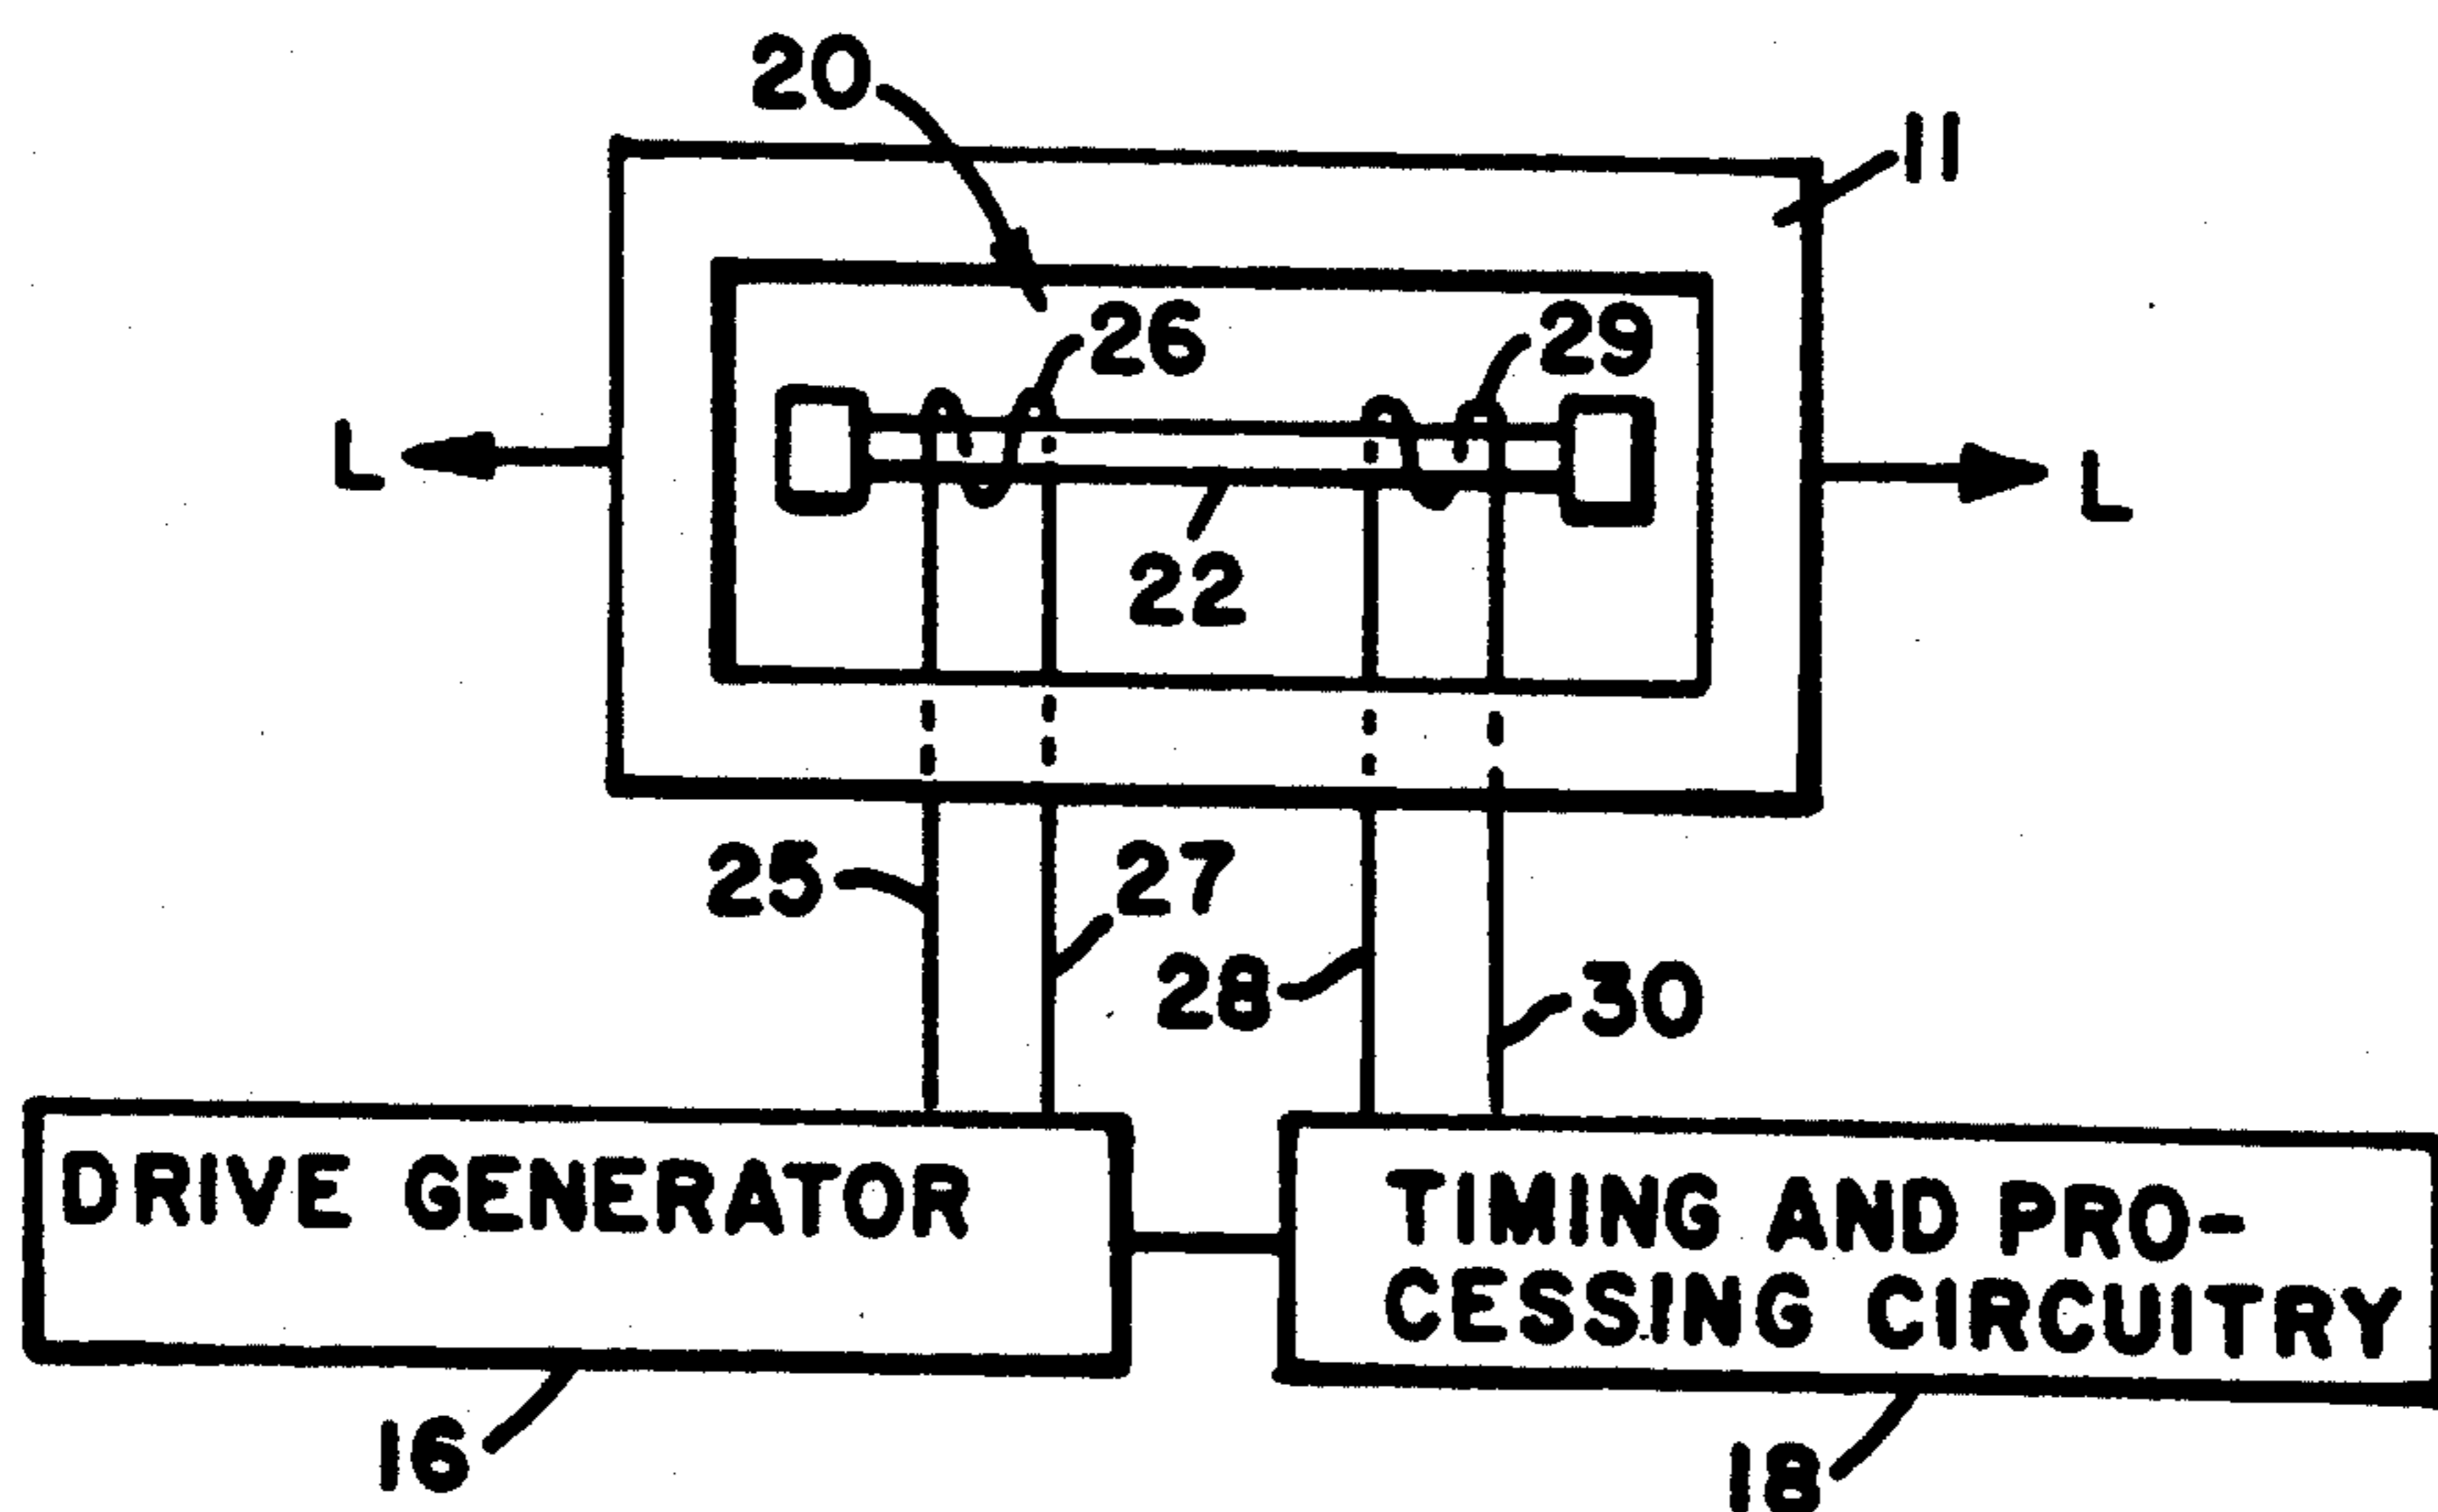 20
11
26
29
L
L
22
25
27
28
30
DRIVE GENERATOR
TIMING AND PRO-
CESSING CIRCUITRY
16
18